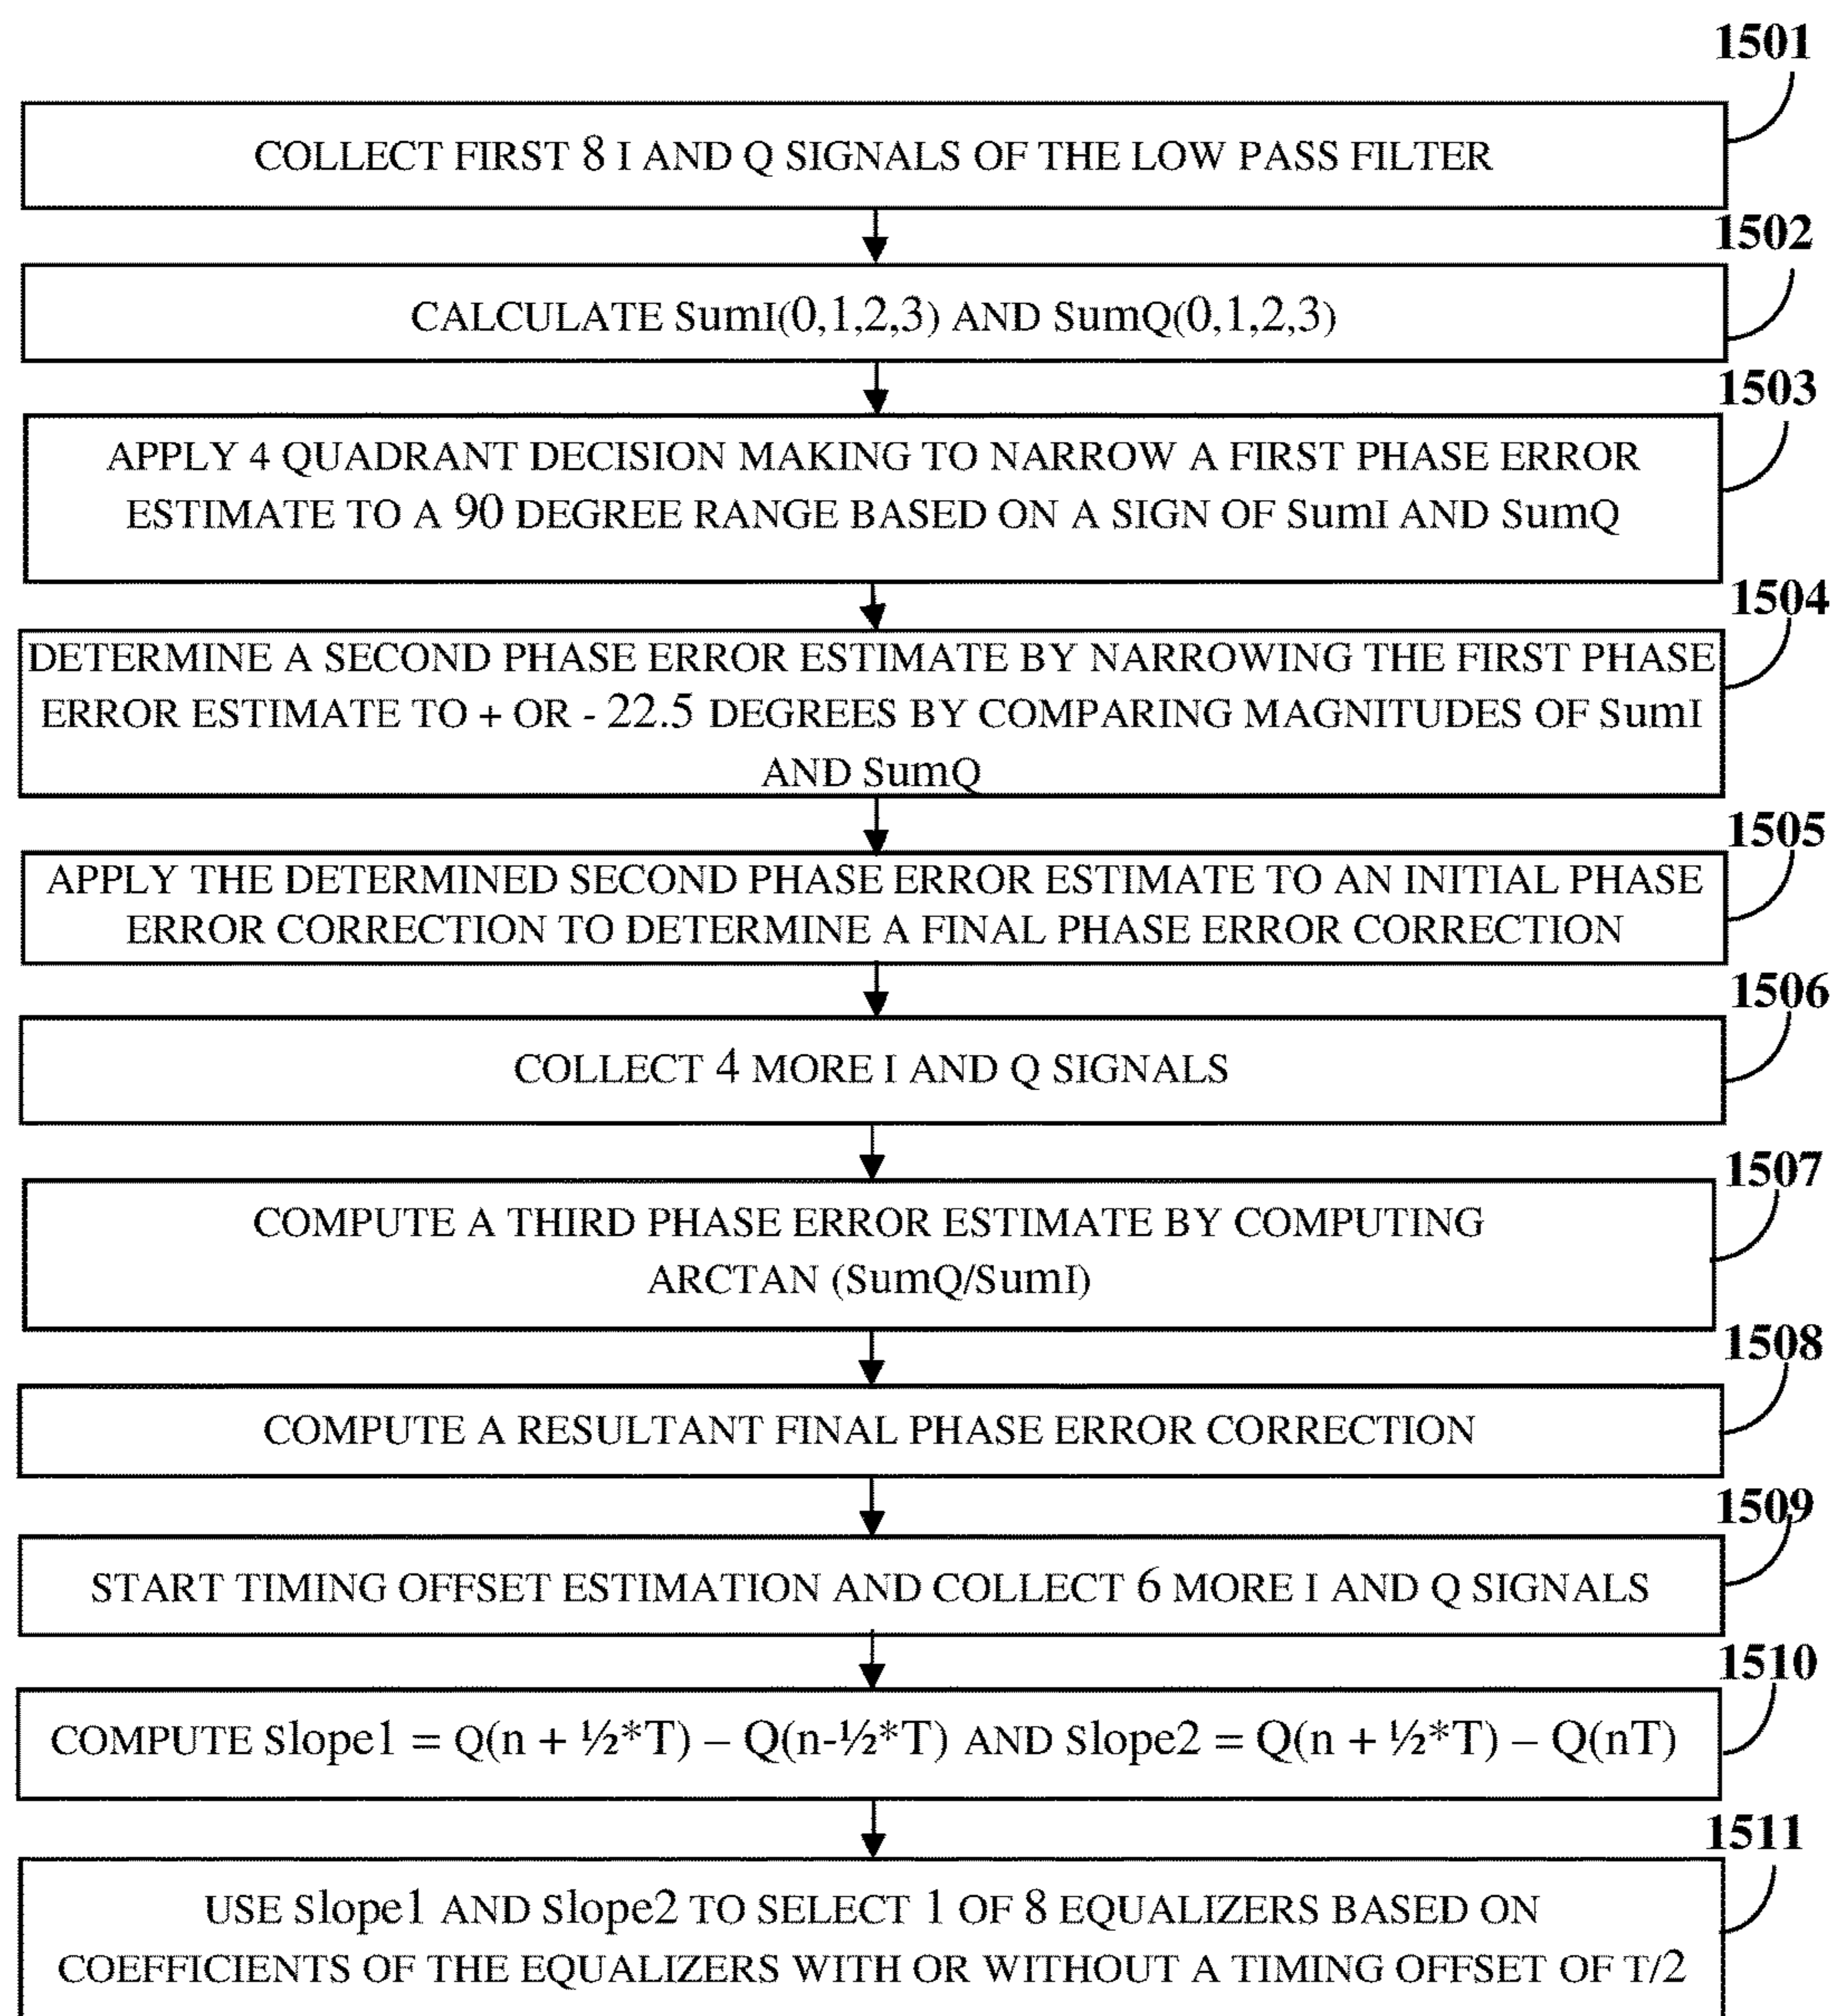 1501
COLLECT FIRST 8 I AND Q SIGNALS OF THE LOW PASS FILTER
1502
CALCULATE SumI(0,1,2,3) AND SumQ(0,1,2,3)
1503
APPLY 4 QUADRANT DECISION MAKING TO NARROW A FIRST PHASE ERROR
ESTIMATE TO A 90 DEGREE RANGE BASED ON A SIGN OF SumI AND SumQ
1504
DETERMINE A SECOND PHASE ERROR ESTIMATE BY NARROWING THE FIRST PHASE
ERROR ESTIMATE TO + OR - 22.5 DEGREES BY COMPARING MAGNITUDES OF SumI
AND SumQ
1505
APPLY THE DETERMINED SECOND PHASE ERROR ESTIMATE TO AN INITIAL PHASE
ERROR CORRECTION TO DETERMINE A FINAL PHASE ERROR CORRECTION
1506
COLLECT 4 MORE I AND Q SIGNALS
1507
COMPUTE A THIRD PHASE ERROR ESTIMATE BY COMPUTING
ARCTAN (SumQ/SumI)
1508
COMPUTE A RESULTANT FINAL PHASE ERROR CORRECTION
1509
START TIMING OFFSET ESTIMATION AND COLLECT 6 MORE I AND Q SIGNALS
1510
COMPUTE Slope1 = Q(n + ½*T) – Q(n-½*T) AND Slope2 = Q(n + ½*T) – Q(nT)
1511
USE Slope1 AND Slope2 TO SELECT 1 OF 8 EQUALIZERS BASED ON
COEFFICIENTS OF THE EQUALIZERS WITH OR WITHOUT A TIMING OFFSET OF T/2